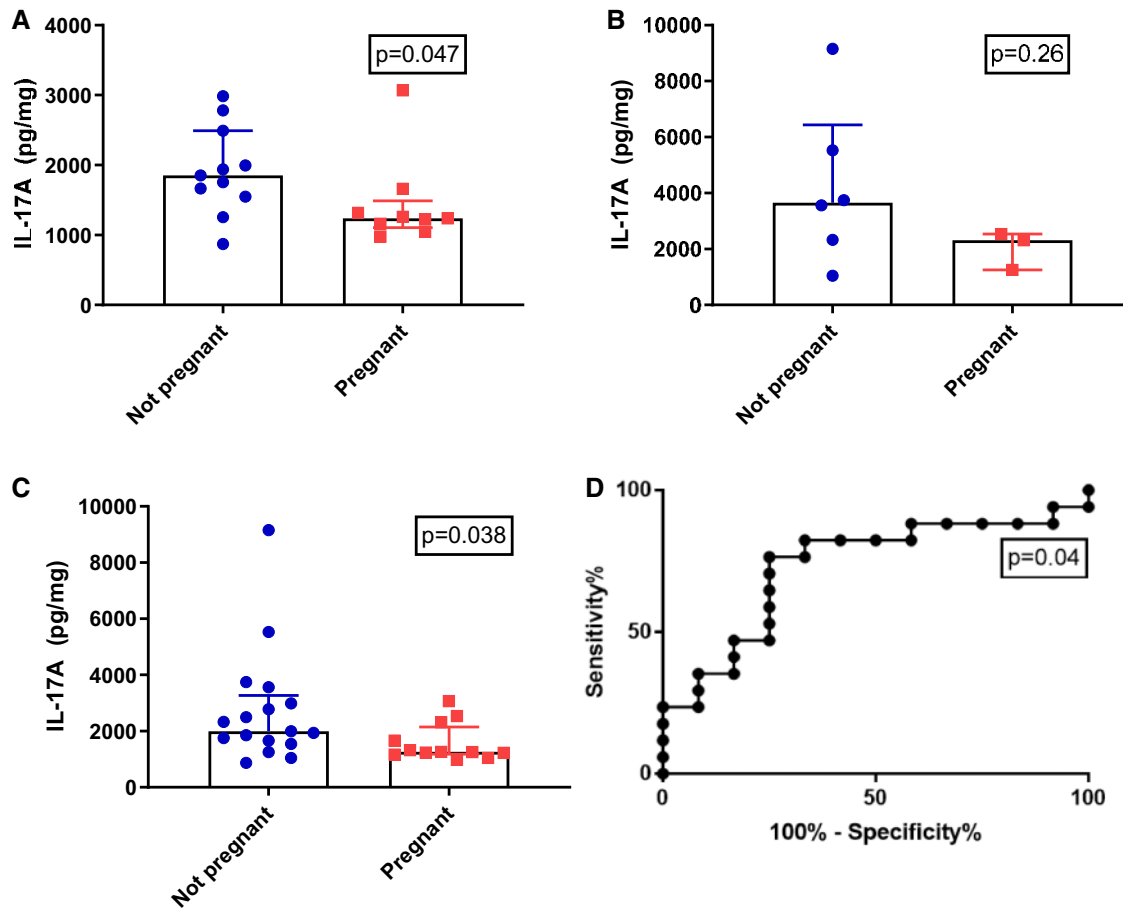 A
IL-17A (pg/mg)
4000
3000
2000
1000
0
p=0.047
Not pregnant
Pregnant
B
IL-17A (pg/mg)
10000
8000
6000
4000
2000
0
p=0.26
Not pregnant
Pregnant
C
IL-17A (pg/mg)
10000
8000
6000
4000
2000
0
p=0.038
Not pregnant
Pregnant
D
Sensitivity%
100
50
0
p=0.04
0 50 100
100% - Specificity%